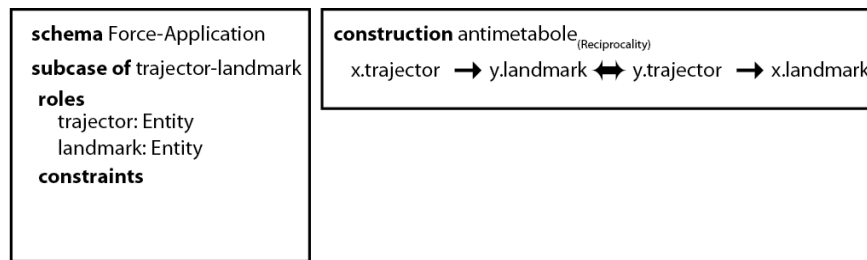 schema Force-Application
subcase of trajector-landmark
roles
trajector: Entity
landmark: Entity
constraints
construction antimetabole(Reciprocality)
x.trajector → y.landmark ↔ y.trajector → x.landmark